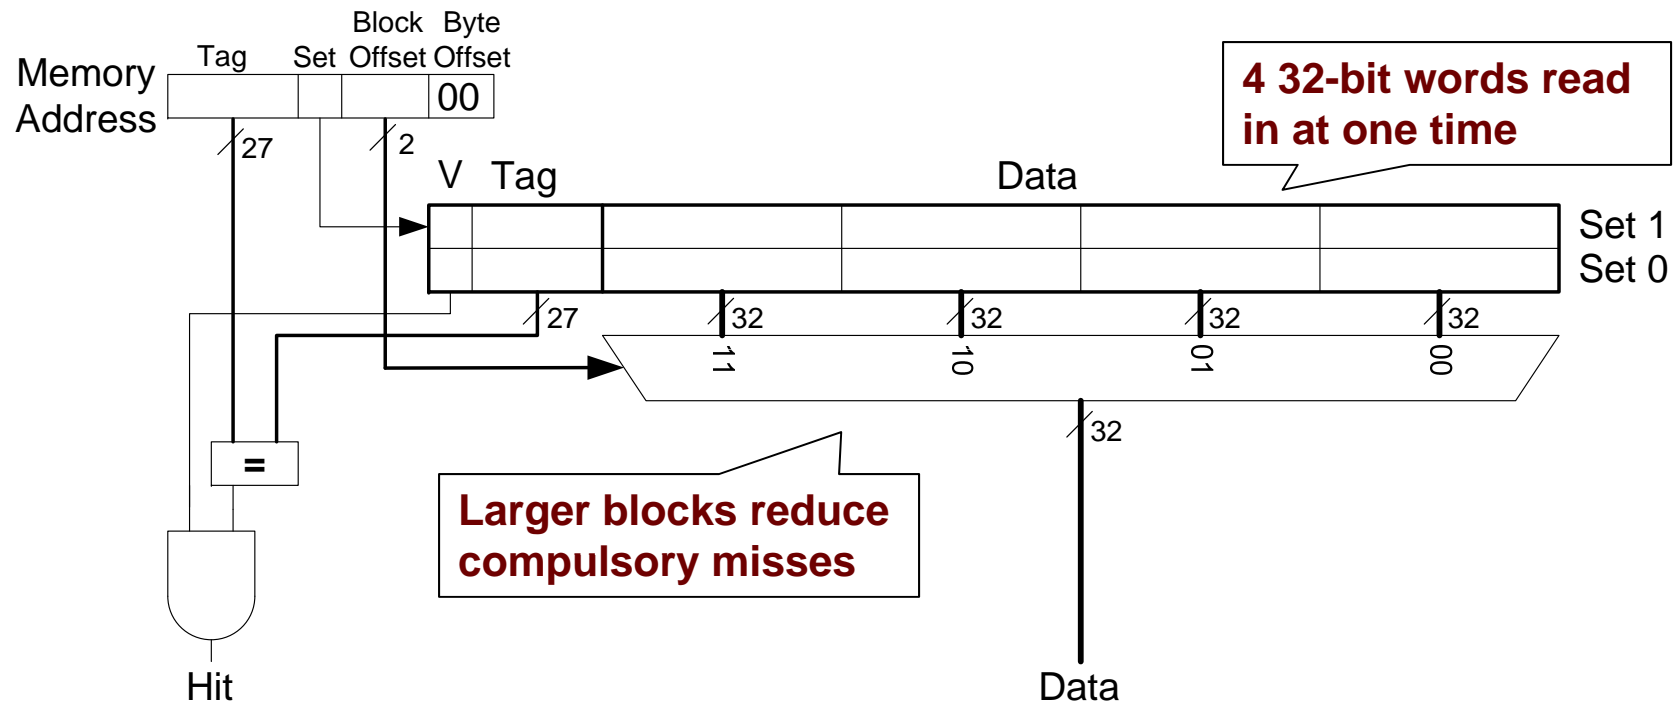 Block Byte
Tag Set Offset Offset
Memory
Address
00
27
2
4 32-bit words read
in at one time
V Tag Data
Set 1
Set 0
27 32 32 32 32
11 10 01 00
32
=
Larger blocks reduce
compulsory misses
Hit Data